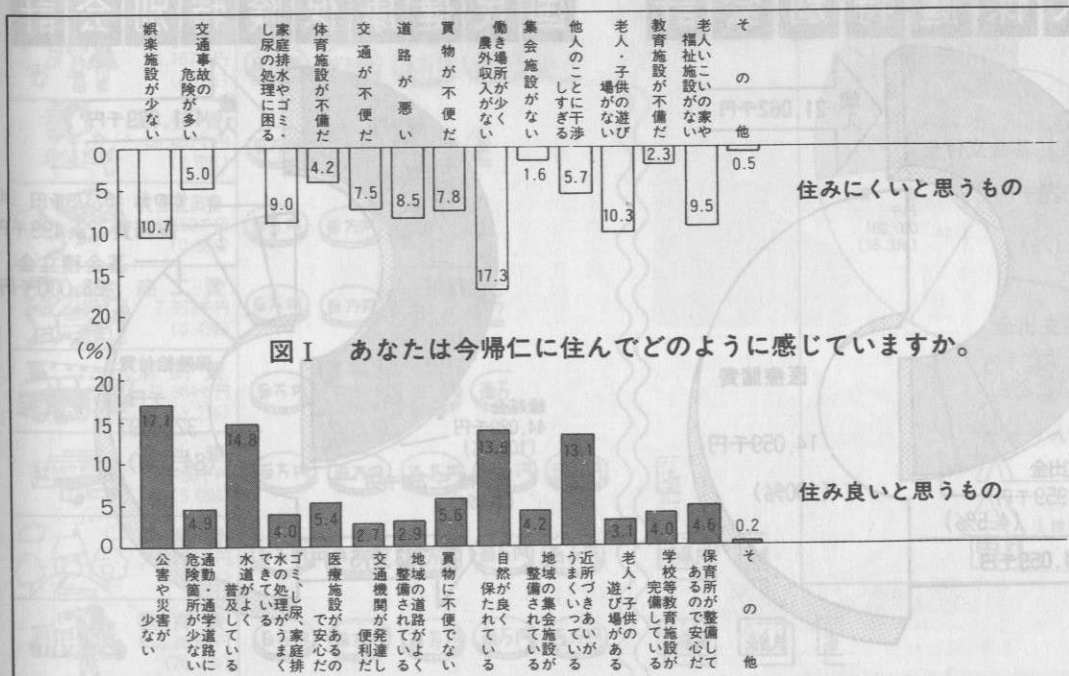 娯楽施設が少ない
交通事故の
危険が多い
家庭排水やゴミ・
し尿の処理に困る
体育施設が不備だ
交通が不便だ
道路が悪い
買物が不便だ
働き場所が少く
農外収入がない
集会施設がない
他人のことに干渉
しすぎる
老人・子供の遊び
場がない
教育施設が不備だ
老人いこいの家や
福祉施設がない
その他
0
5
10
15
20
(%)
10.7
5.0
9.0
4.2
7.5
8.5
7.8
17.3
1.6
5.7
10.3
2.3
9.5
0.5
住みにくいと思うもの
図Ⅰ　あなたは今帰仁に住んでどのように感じていますか。
20
15
10
5
0
4.9
14.8
4.0
5.4
2.7
2.9
5.6
13.9
4.2
13.1
3.1
4.0
4.6
0.2
住み良いと思うもの
公害や災害が
少ない
通勤・通学道路に
危険箇所が少ない
水道がよく
普及している
ゴミ、し尿、家庭排
水の処理がうまく
できている
医療施設があるの
で安心だ
交通機関が発達し
便利だ
地域の道路がよく
整備されている
買物に不便でない
自然が良く
保たれている
地域の集会施設が
整備されている
近所づきあいが
うまくいっている
老人・子供の
遊び場がある
学校等教育施設が
完備している
保育所が整備して
あるので安心だ
その他